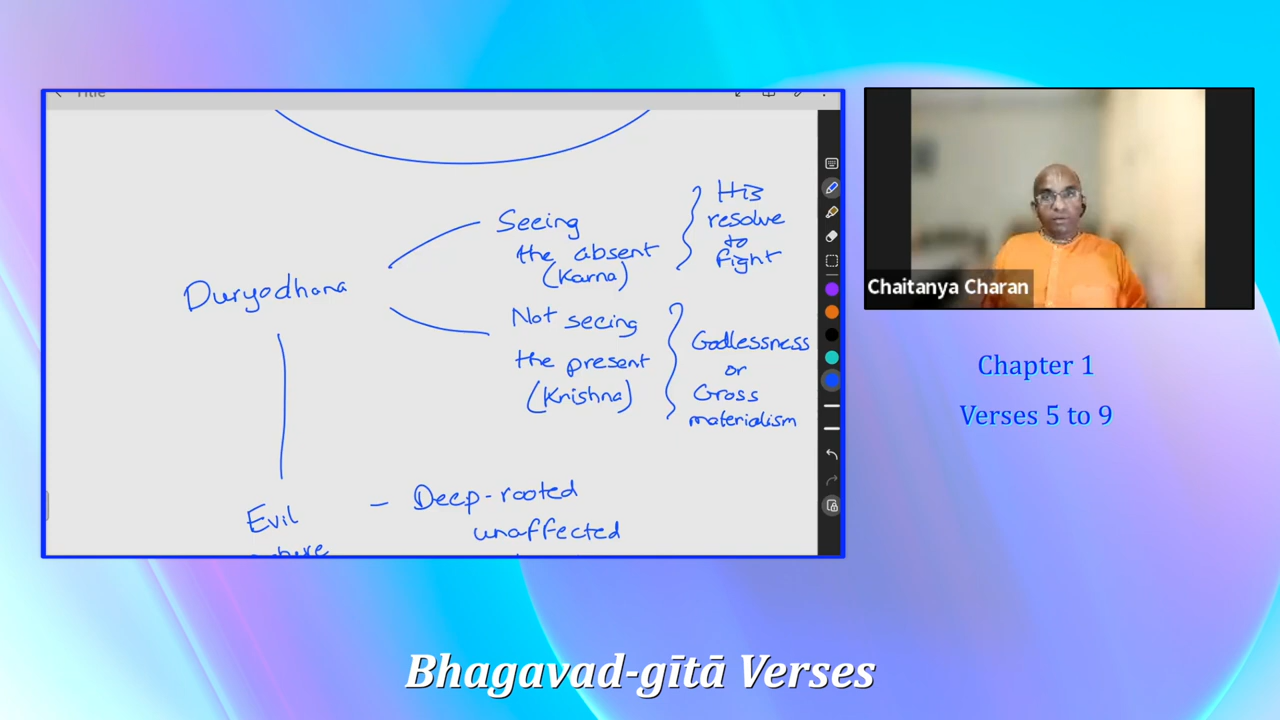 Title
Seeing
the absent
(Karna)
His
resolve
to
fight
Duryodhana
Not seeing
the present
(Krishna)
Godlessness
or
Gross
materialism
Evil
- Deep-rooted
unaffected
Chaitanya Charan
Chapter 1
Verses 5 to 9
Bhagavad-gītā Verses